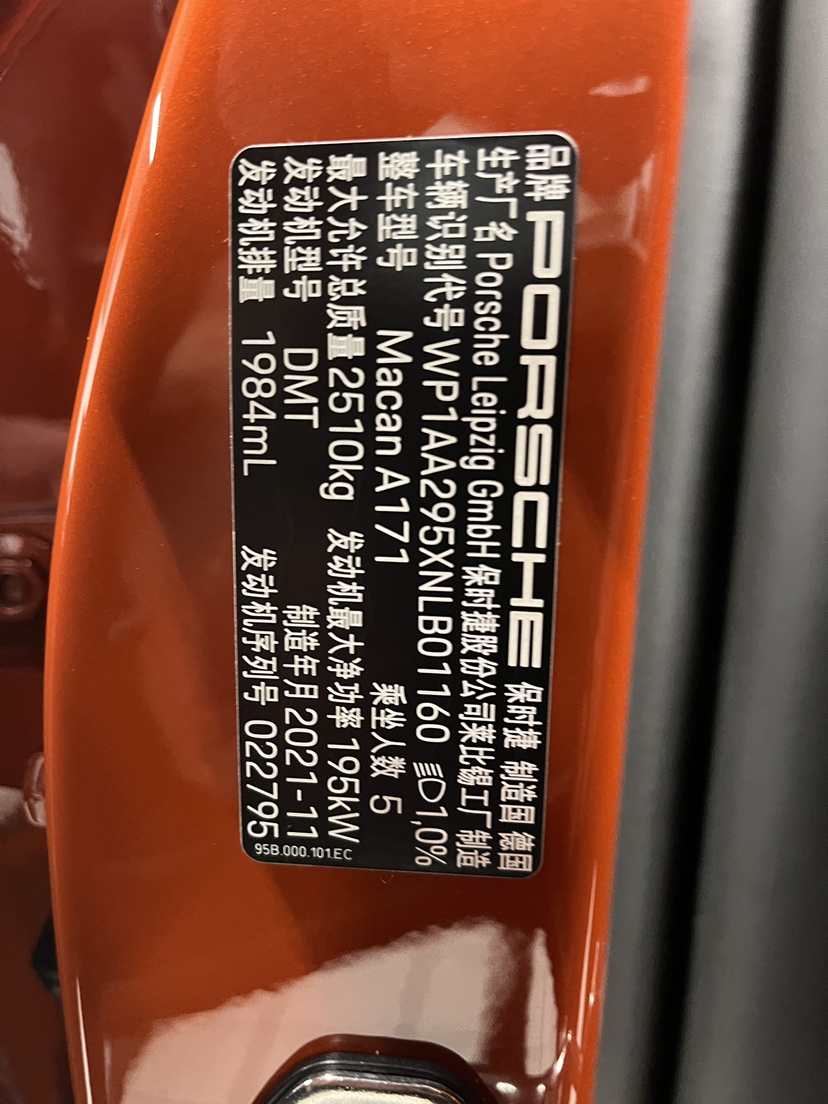 品牌 PORSCHE 保时捷 制造国 德国
生产厂名 Porsche Leipzig GmbH 保时捷股份公司莱比锡工厂 制造
车辆识别代号 WP1AA295XNLB01160 1,0%
整车型号 Macan A171 乘坐人数 5
最大允许总质量 2510kg 发动机最大净功率 195kW
发动机型号 DMT 制造年月 2021-11
发动机排量 1984mL 发动机序列号 022795
95B.000.101.EC